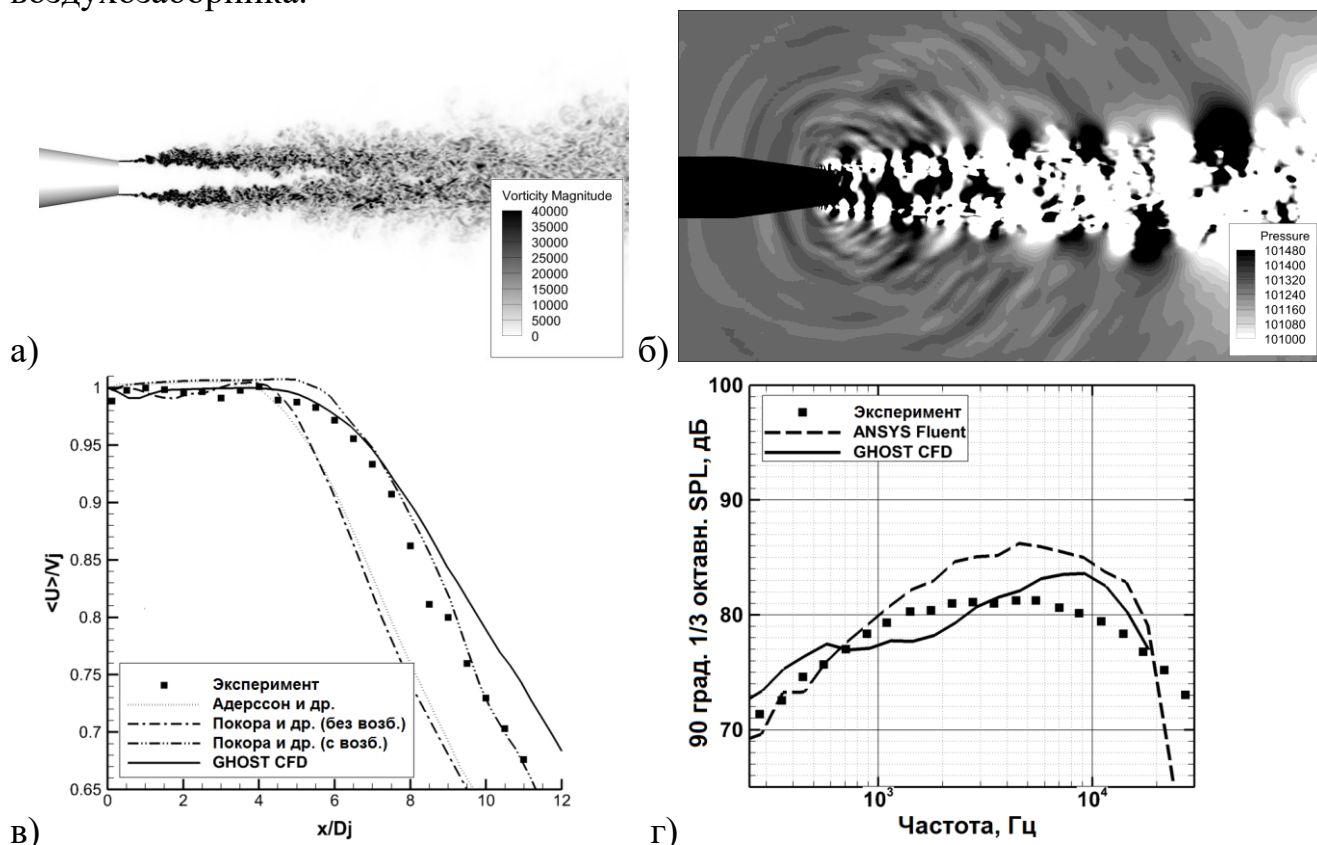 воздухозаборника.
Vorticity Magnitude
40000
35000
30000
25000
20000
15000
10000
5000
0
а)
Pressure
101480
101400
101320
101240
101160
101080
101000
б)
<U>/Vj
1
0.95
0.9
0.85
0.8
0.75
0.7
0.65
Эксперимент
Адерссон и др.
Покора и др. (без возб.)
Покора и др. (с возб.)
GHOST CFD
0 2 4 6 8 10 12
x/Dj
в)
90 град. 1/3 октавн. SPL, дБ
100
90
80
70
Эксперимент
ANSYS Fluent
GHOST CFD
10³ 10⁴
Частота, Гц
г)